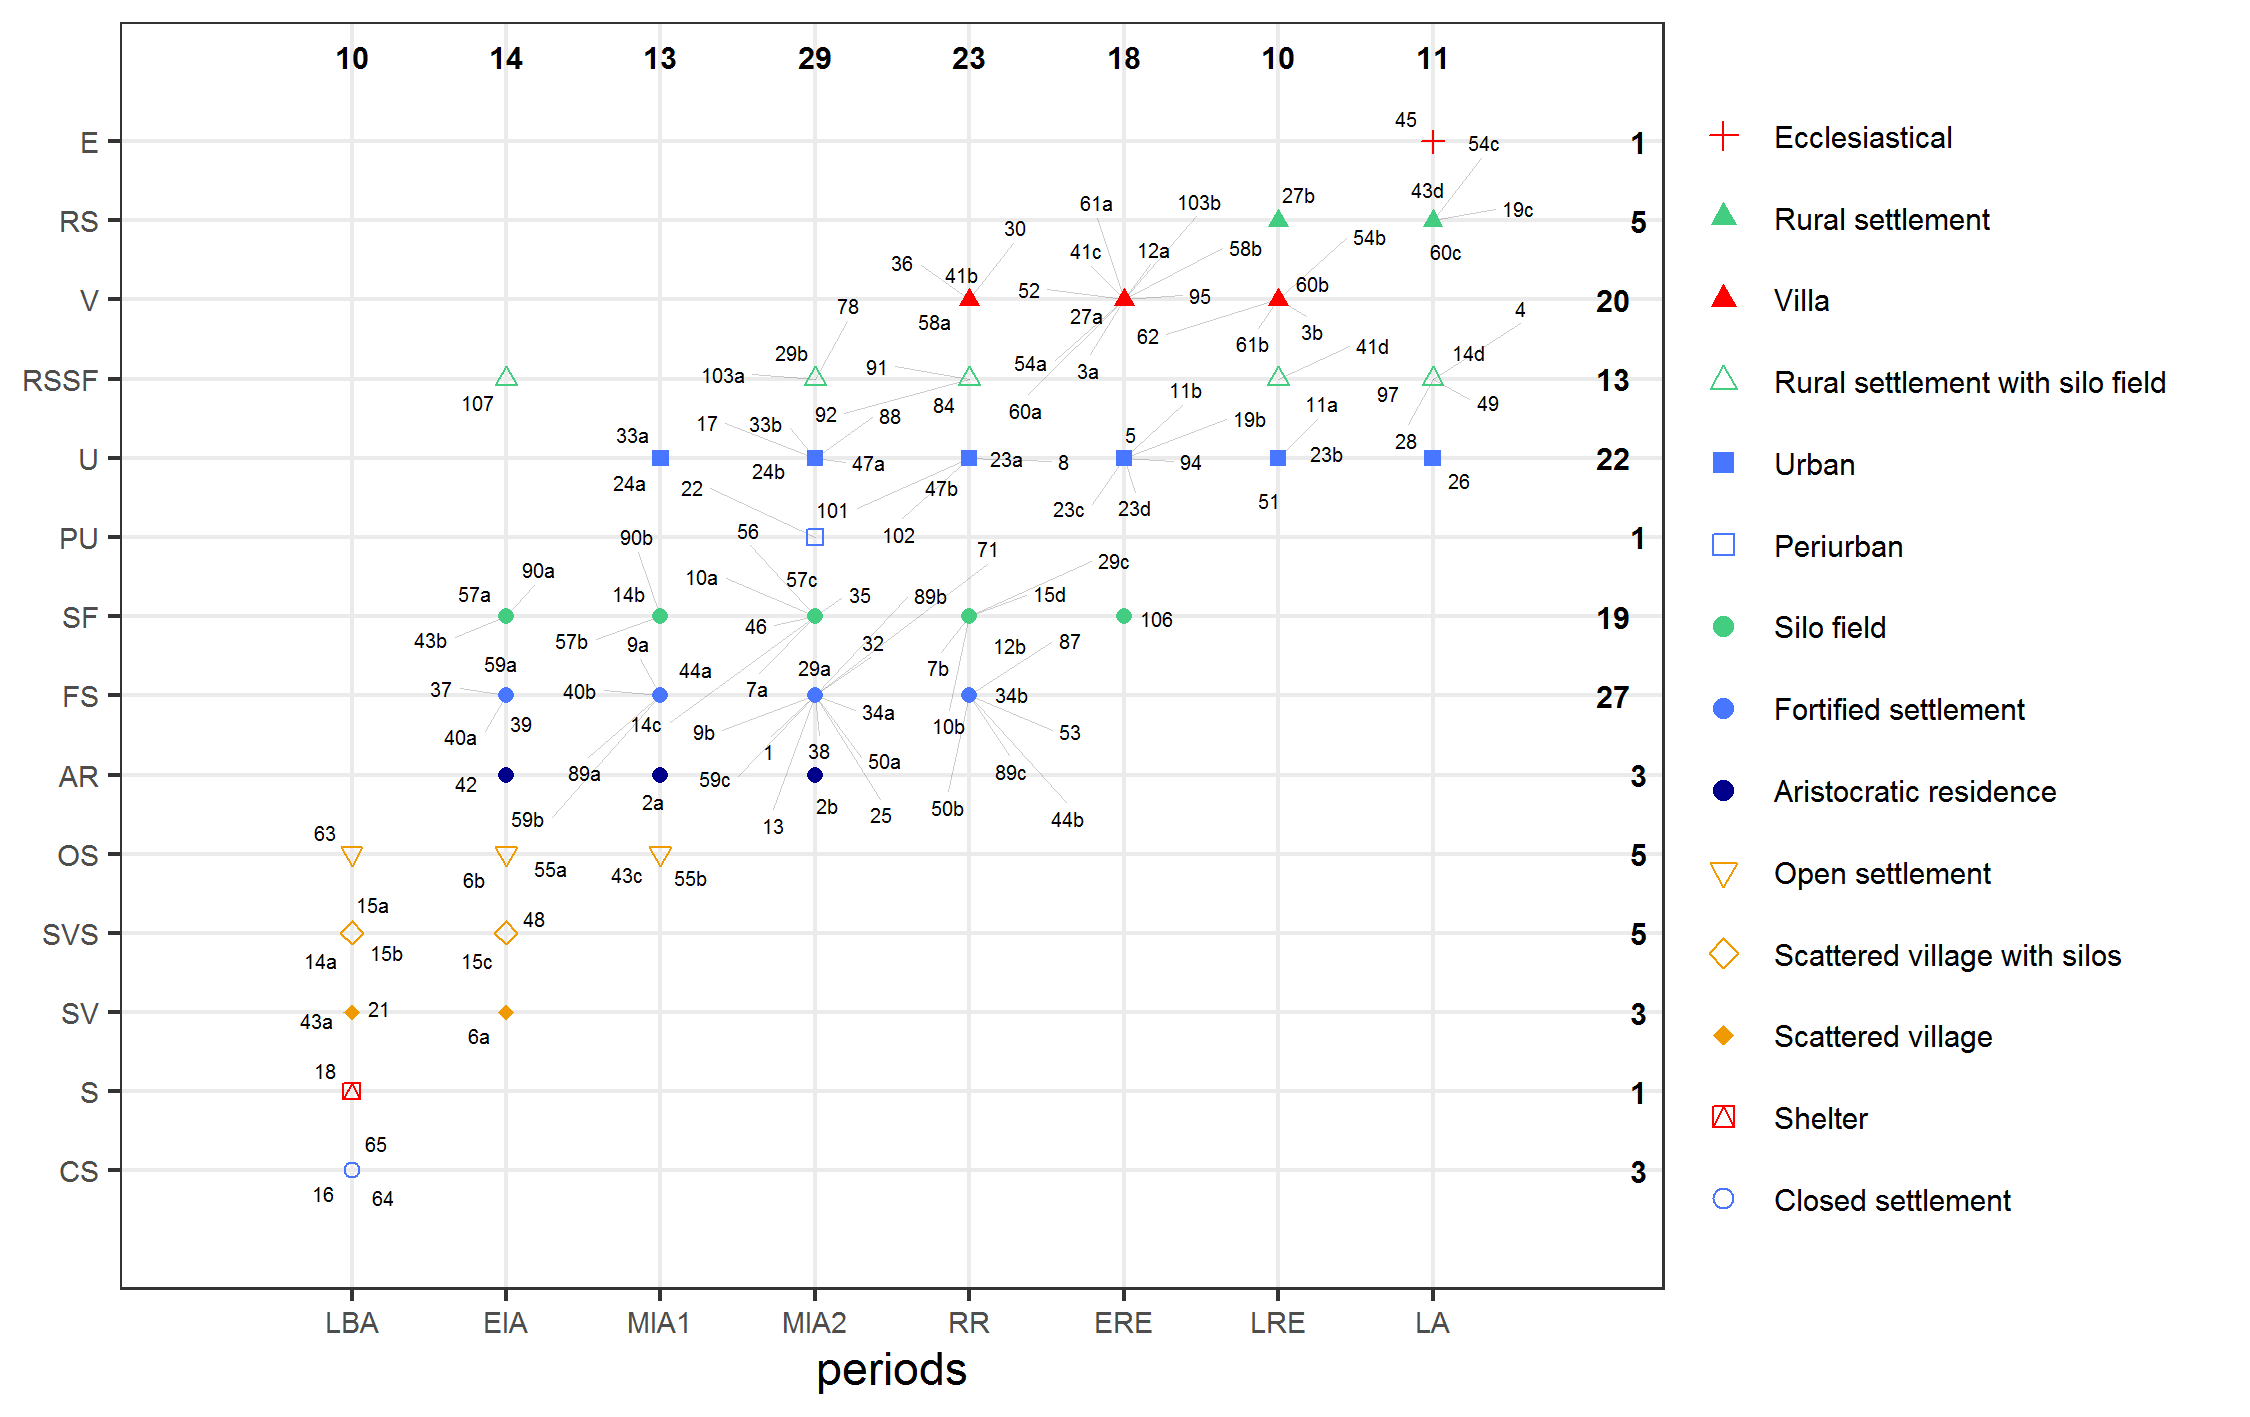 10 14 13 29 23 18 10 11
45
E 1
54c
43d
27b
61a 103b
19c
RS 5
30
54b
41c 12a 58b
60c
36
41b
52
60b
95
V 20
78
4
58a
27a
62
3b
61b
41d
29b
54a
14d
91
3a
103a
RSSF 13
11b
97
49
107
84
11a
60a
92
88
19b
17
33b
33a
5
28
U 22
23a 8
94
23b
47a
24b
24a
22
47b
26
51
101
23c 23d
56
102
90b
PU 1
71
29c
90a
10a
57c
57a
14b
35
89b
15d
SF 19
106
46
43b
57b
9a
32
12b
87
59a
44a
29a
7b
37
40b
7a
34b
FS 27
34a
39
14c
10b
9b
53
40a
1
38
50a
89a
89c
AR 3
42
59c
2a
2b
50b
25
44b
59b
13
63
OS 5
55a
6b
43c
55b
15a
48
SVS 5
15b
14a
15c
21
SV 3
43a
6a
18
S 1
65
CS 3
16
64
LBA EIA MIA1 MIA2 RR ERE LRE LA
periods
Ecclesiastical
Rural settlement
Villa
Rural settlement with silo field
Urban
Periurban
Silo field
Fortified settlement
Aristocratic residence
Open settlement
Scattered village with silos
Scattered village
Shelter
Closed settlement